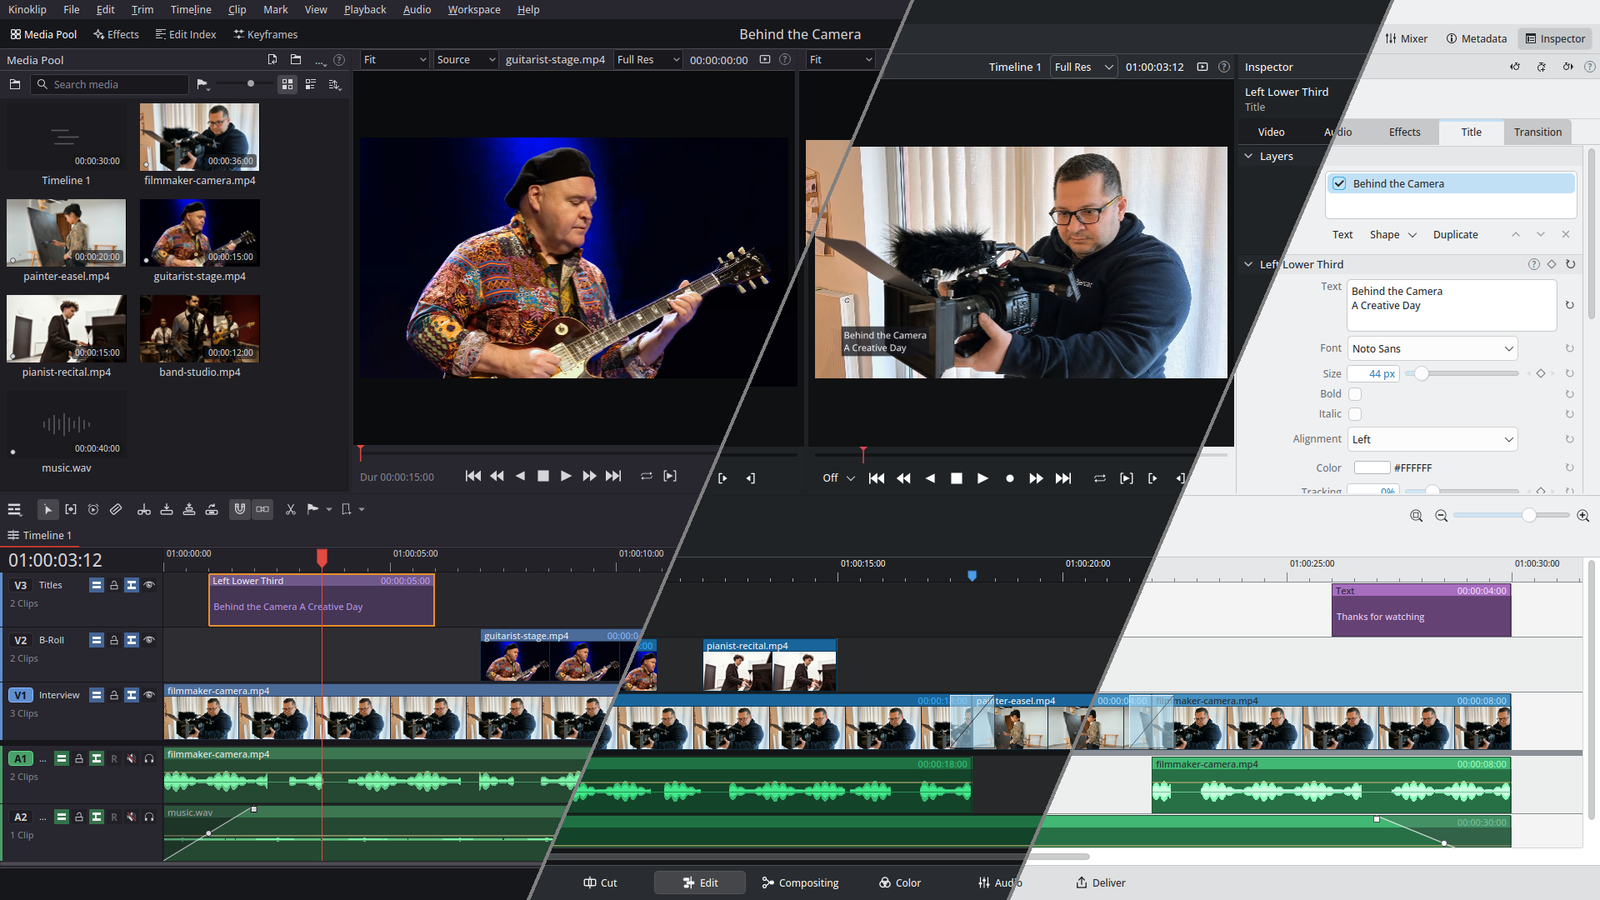 Kinoklip File Edit Trim Timeline Clip Mark View Playback Audio Workspace Help
Media Pool Effects Edit Index Keyframes Behind the Camera Mixer Metadata Inspector
Media Pool Fit Source guitarist-stage.mp4 Full Res 00:00:00:00 Fit Timeline 1 Full Res 01:00:03:12 Inspector
Search media
Left Lower Third
Title
Video Audio Effects Title Transition
Layers
00:00:30:00 00:00:36:00
Timeline 1 filmmaker-camera.mp4
Behind the Camera
Text Shape Duplicate
00:00:20:00 00:00:15:00
painter-easel.mp4 guitarist-stage.mp4
Left Lower Third
Text Behind the Camera
A Creative Day
00:00:15:00 00:00:12:00
pianist-recital.mp4 band-studio.mp4
Behind the Camera
A Creative Day
Font Noto Sans
Size 44 px
Bold
Italic
Alignment Left
00:00:40:00
music.wav
Color #FFFFFF
Dur 00:00:15:00 Off
Tracking 0%
Timeline 1
01:00:03:12 01:00:00:00 01:00:05:00 01:00:10:00 01:00:15:00 01:00:20:00 01:00:25:00 01:00:30:00
V3 Titles Left Lower Third 00:00:05:00 Text 00:00:04:00
2 Clips Behind the Camera A Creative Day Thanks for watching
V2 B-Roll guitarist-stage.mp4 pianist-recital.mp4
2 Clips
V1 Interview filmmaker-camera.mp4 filmmaker-camera.mp4 00:00:08:00
3 Clips
A1 ... R filmmaker-camera.mp4 00:00:18:00 filmmaker-camera.mp4 00:00:08:00
2 Clips
A2 ... R music.wav 00:00:30:00
1 Clip
Cut Edit Compositing Color Audio Deliver